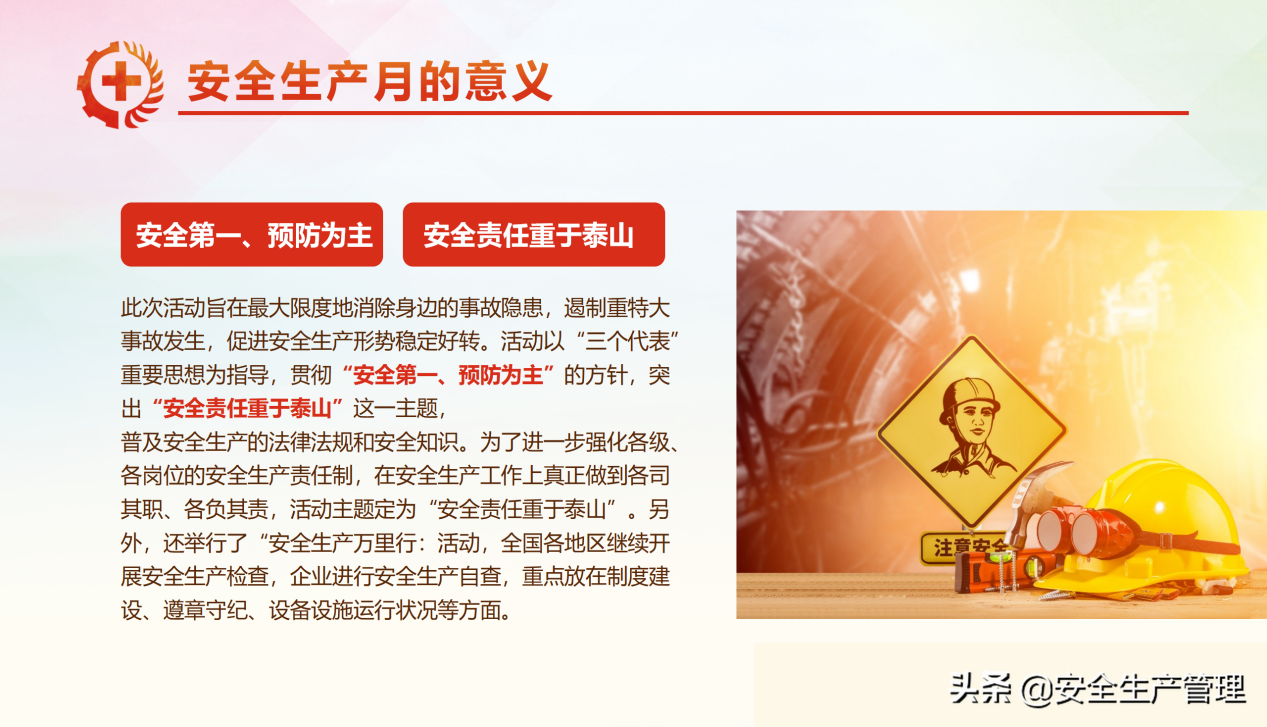 安全生产月的意义
安全第一、预防为主
安全责任重于泰山
此次活动旨在最大限度地消除身边的事故隐患，遏制重特大
事故发生，促进安全生产形势稳定好转。活动以“三个代表”
重要思想为指导，贯彻“安全第一、预防为主”的方针，突
出“安全责任重于泰山”这一主题，
普及安全生产的法律法规和安全知识。为了进一步强化各级、
各岗位的安全生产责任制，在安全生产工作上真正做到各司
其职、各负其责，活动主题定为“安全责任重于泰山”。另
外，还举行了“安全生产万里行：活动，全国各地区继续开
展安全生产检查，企业进行安全生产自查，重点放在制度建
设、遵章守纪、设备设施运行状况等方面。
注意安全
头条 @安全生产管理